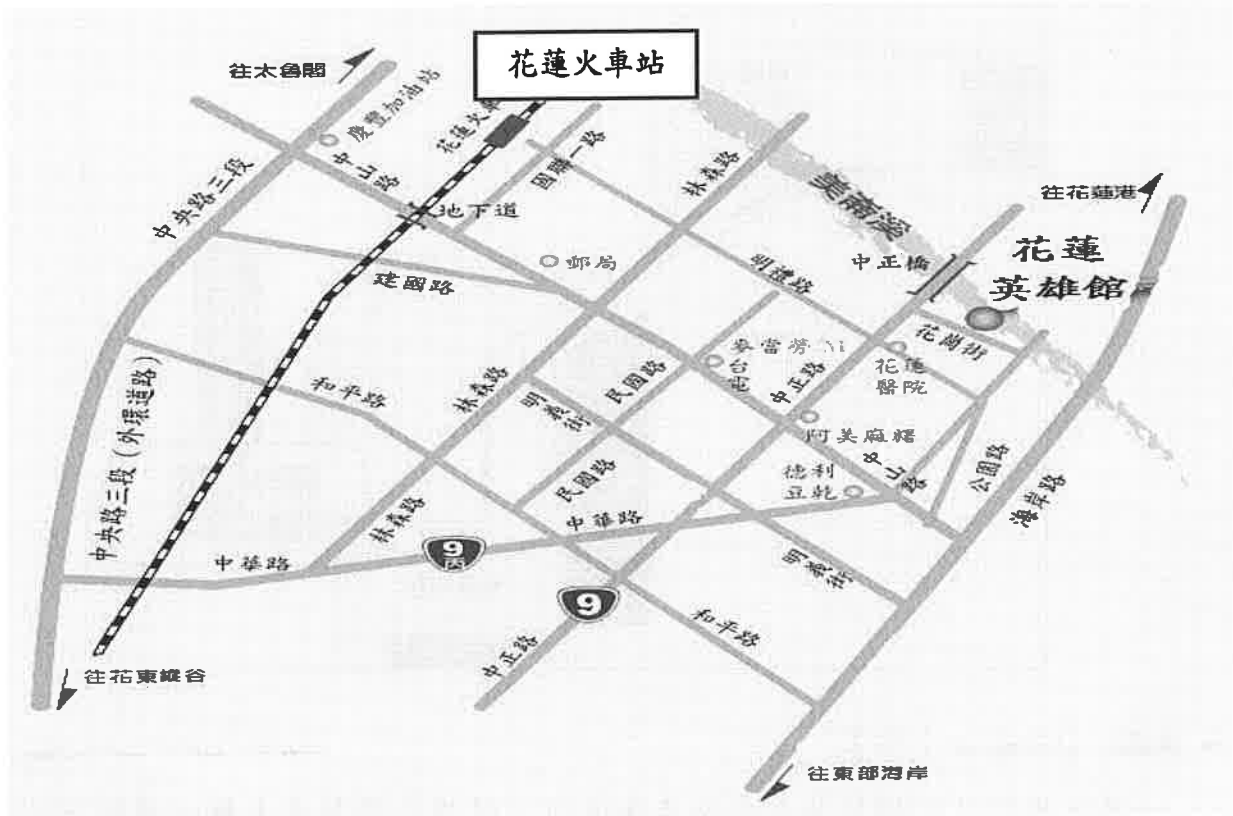 花蓮火車站
往太魯閣
慶豐加油站
花蓮火車
中山路
國聯一路
林森路
美崙溪
往花蓮港
中央路三段
地下道
郵局
建國路
明禮路
中正橋
花蓮
英雄館
花崗街
麥當勞
台電
花蓮
醫院
中正路
民國路
明義街
林森路
和平路
阿美麻糬
中山路
公園路
海岸路
德利
豆乾
民國路
中華路
中央路三段(外環道路)
林森路
中華路
9
丙
9
明義街
和平路
中正路
往花東縱谷
往東部海岸